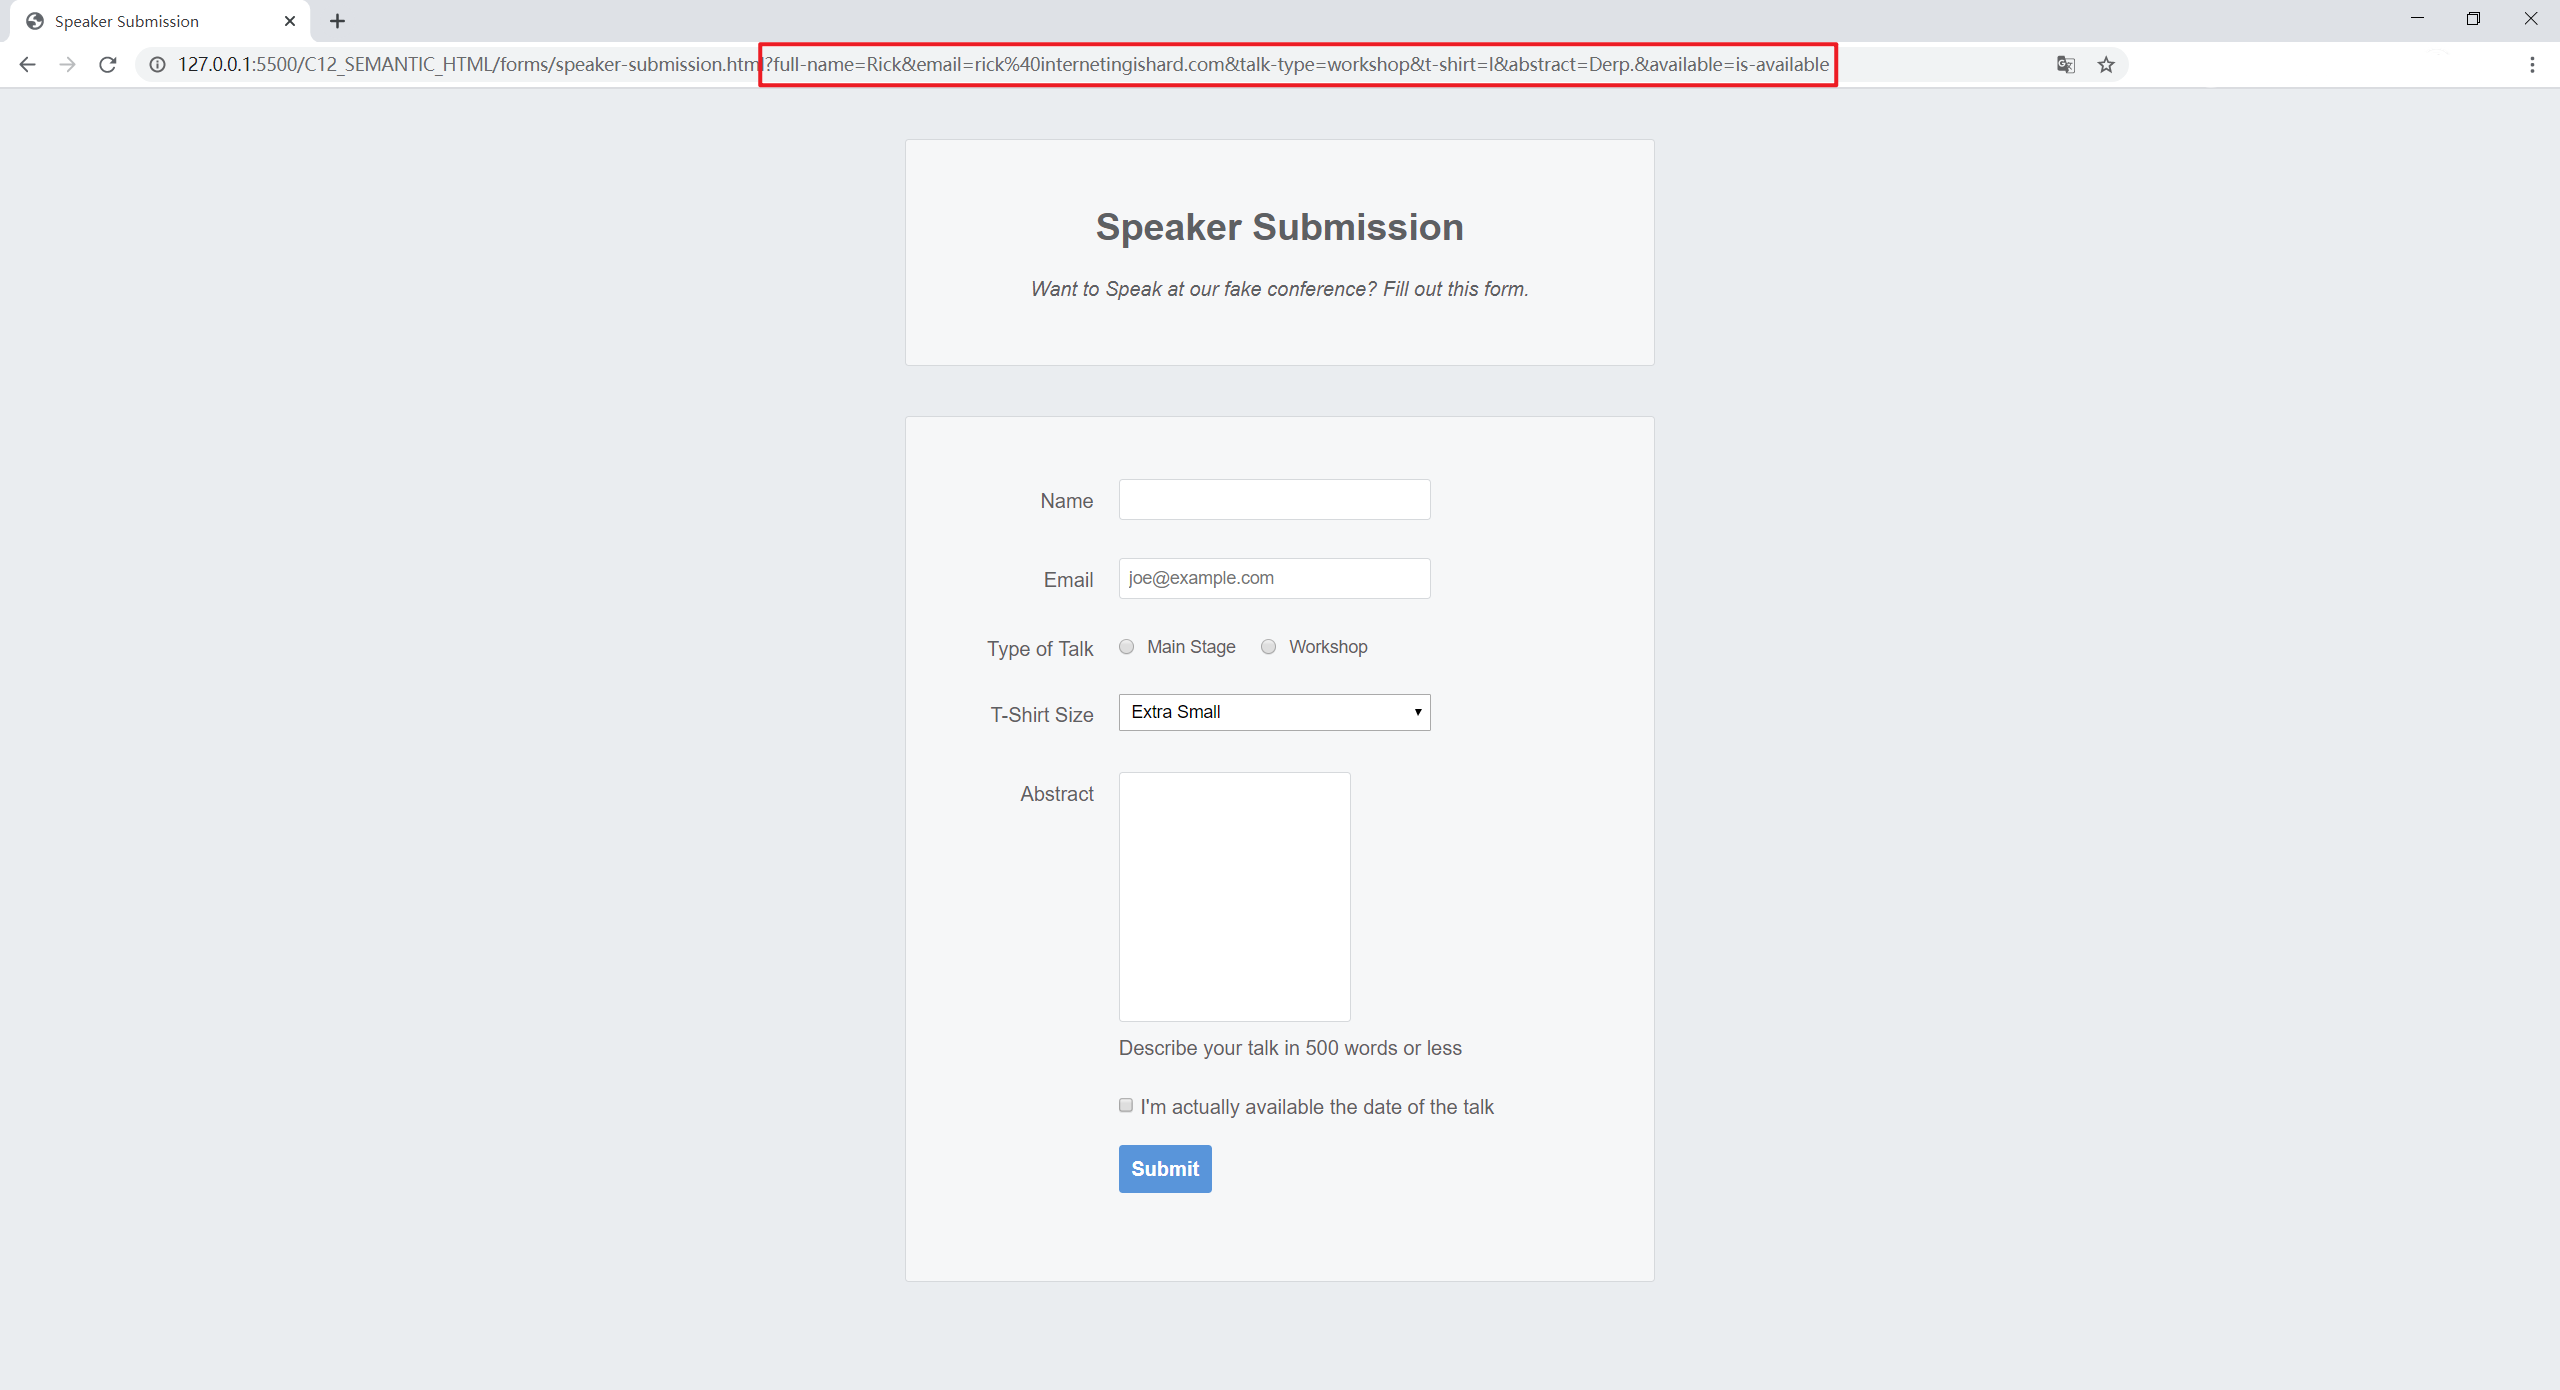 Speaker Submission
127.0.0.1:5500/C12_SEMANTIC_HTML/forms/speaker-submission.html?full-name=Rick&email=rick%40internetingishard.com&talk-type=workshop&t-shirt=l&abstract=Derp.&available=is-available
Speaker Submission
Want to Speak at our fake conference? Fill out this form.
Name
Email joe@example.com
Type of Talk Main Stage Workshop
T-Shirt Size Extra Small
Abstract
Describe your talk in 500 words or less
I'm actually available the date of the talk
Submit